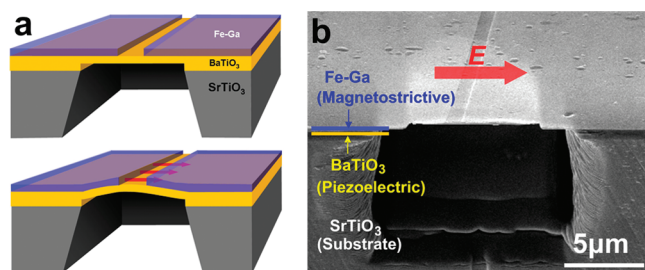 a
Fe-Ga
BaTiO₃
SrTiO₃
b
E
Fe-Ga
(Magnetostrictive)
BaTiO₃
(Piezoelectric)
SrTiO₃
(Substrate)
5μm